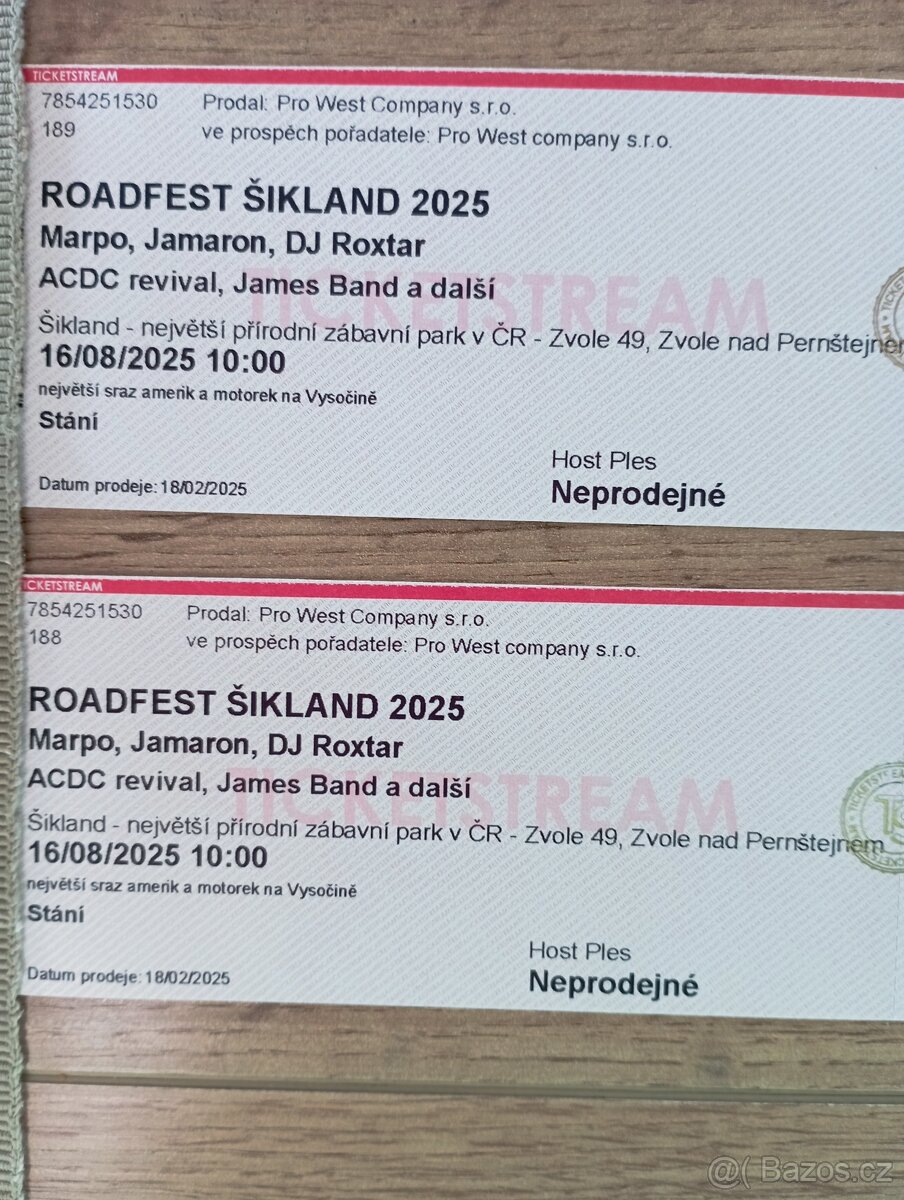 TICKETSTREAM
7854251530 Prodal: Pro West Company s.r.o.
189 ve prospěch pořadatele: Pro West company s.r.o.
ROADFEST ŠIKLAND 2025
Marpo, Jamaron, DJ Roxtar
ACDC revival, James Band a další
TICKETSTREAM
Šikland - největší přírodní zábavní park v ČR - Zvole 49, Zvole nad Pernštejnem
16/08/2025 10:00
největší sraz amerik a motorek na Vysočině
Stání
Host Ples
Datum prodeje: 18/02/2025 Neprodejné
ICKETSTREAM
7854251530 Prodal: Pro West Company s.r.o.
188 ve prospěch pořadatele: Pro West company s.r.o.
ROADFEST ŠIKLAND 2025
Marpo, Jamaron, DJ Roxtar
ACDC revival, James Band a další
TICKETSTREAM
Šikland - největší přírodní zábavní park v ČR - Zvole 49, Zvole nad Pernštejnem
16/08/2025 10:00
největší sraz amerik a motorek na Vysočině
Stání
Host Ples
Datum prodeje: 18/02/2025 Neprodejné
@( Bazos.cz